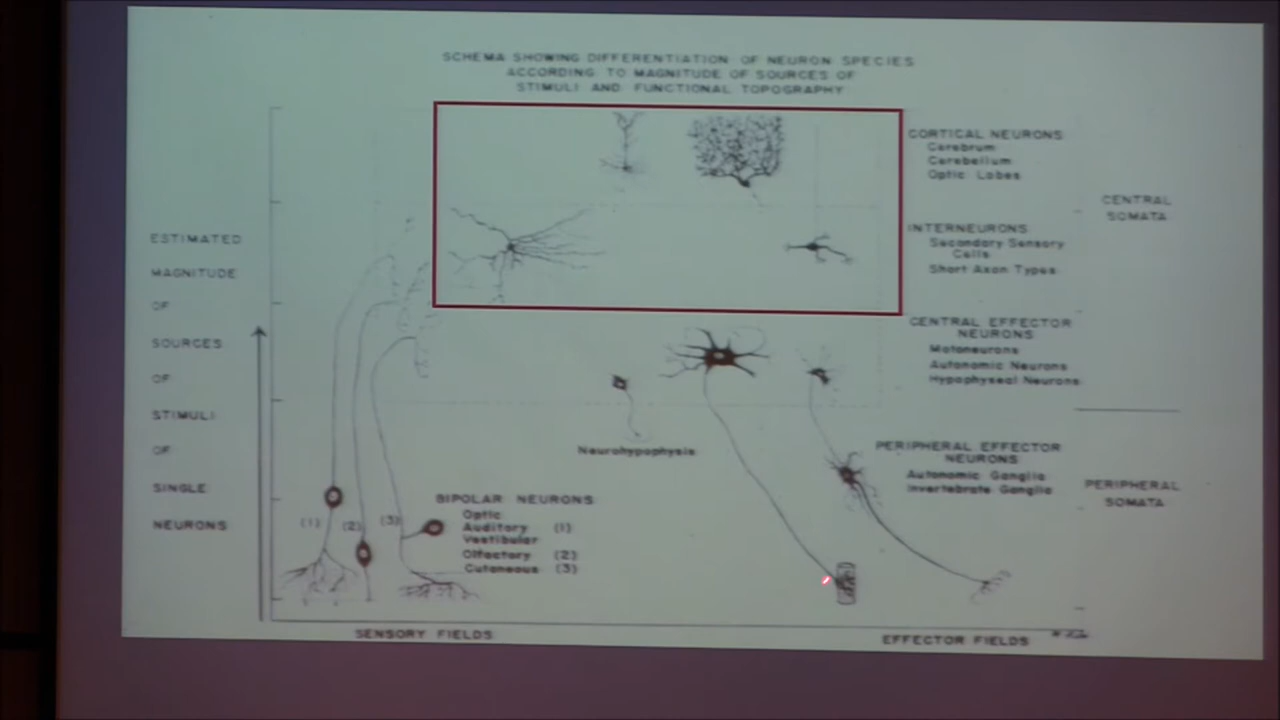 SCHEMA SHOWING DIFFERENTIATION OF NEURON SPECIES
ACCORDING TO MAGNITUDE OF SOURCES OF
STIMULI AND FUNCTIONAL TOPOGRAPHY
ESTIMATED
MAGNITUDE
OF
SOURCES
OF
STIMULI
OF
SINGLE
NEURONS
CORTICAL NEURONS
Cerebrum
Cerebellum
Optic Lobes
INTERNEURONS
Secondary Sensory
Cells
Short Axon Types
CENTRAL
SOMATA
CENTRAL EFFECTOR
NEURONS
Motoneurons
Autonomic Neurons
Hypophyseal Neurons
Neurohypophysis
PERIPHERAL EFFECTOR
NEURONS
Autonomic Ganglia
Invertebrate Ganglia
PERIPHERAL
SOMATA
(1)
(2)
(3)
BIPOLAR NEURONS
Optic
Auditory (1)
Vestibular
Olfactory (2)
Cutaneous (3)
SENSORY FIELDS
EFFECTOR FIELDS